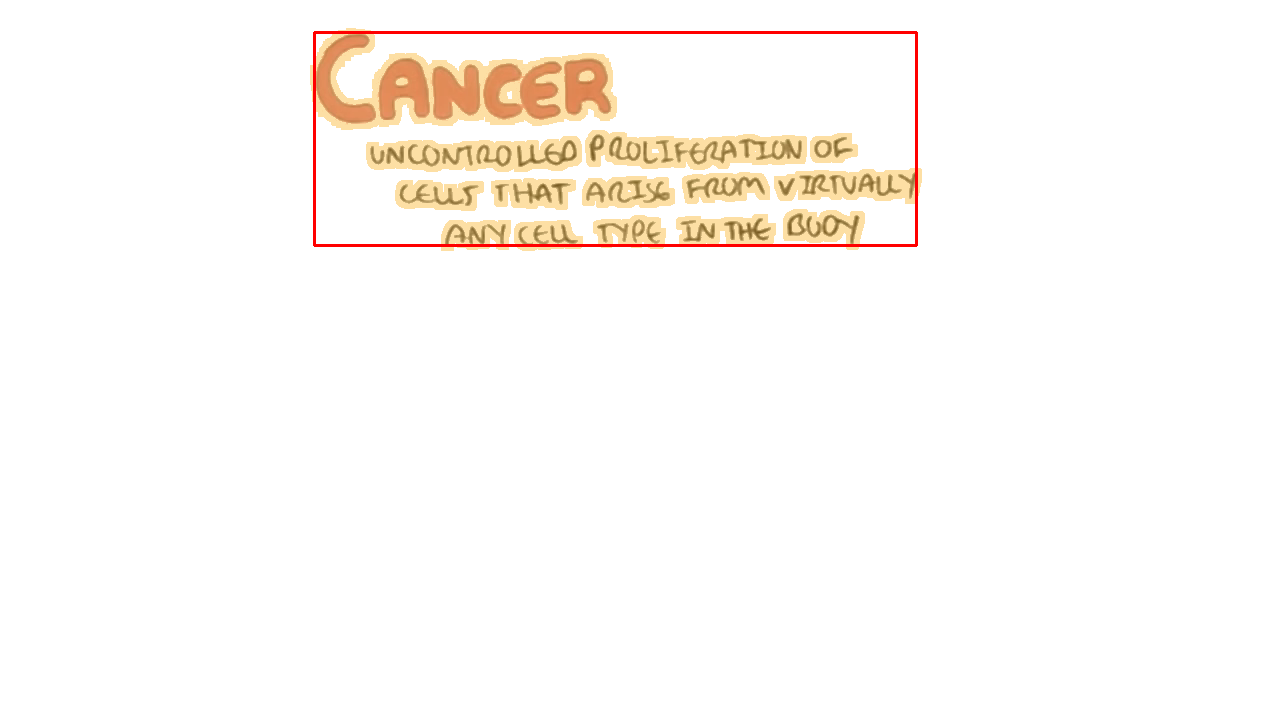 CANCER
UNCONTROLLED PROLIFERATION OF
CELLS THAT ARISE FROM VIRTUALLY
ANY CELL TYPE IN THE BODY